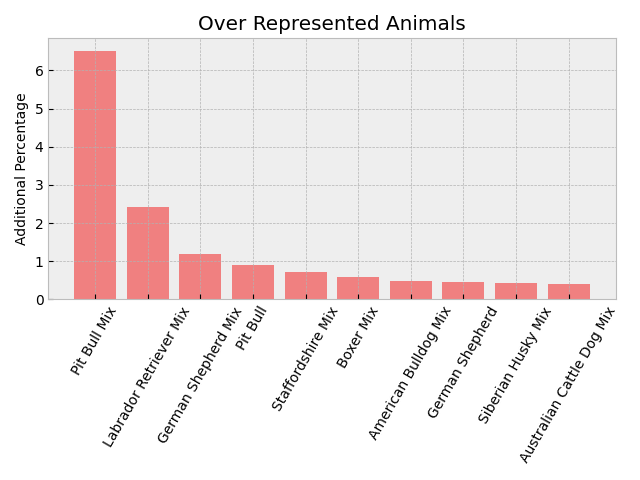 Over Represented Animals
Additional Percentage
6
5
4
3
2
1
0
Pit Bull Mix
Labrador Retriever Mix
German Shepherd Mix
Pit Bull
Staffordshire Mix
Boxer Mix
American Bulldog Mix
German Shepherd
Siberian Husky Mix
Australian Cattle Dog Mix